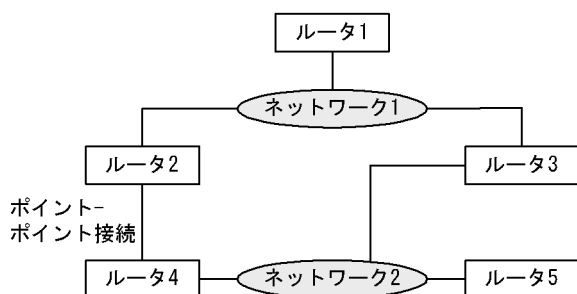 ルータ1
ネットワーク1
ルータ2
ルータ3
ポイント-
ポイント接続
ルータ4
ネットワーク2
ルータ5